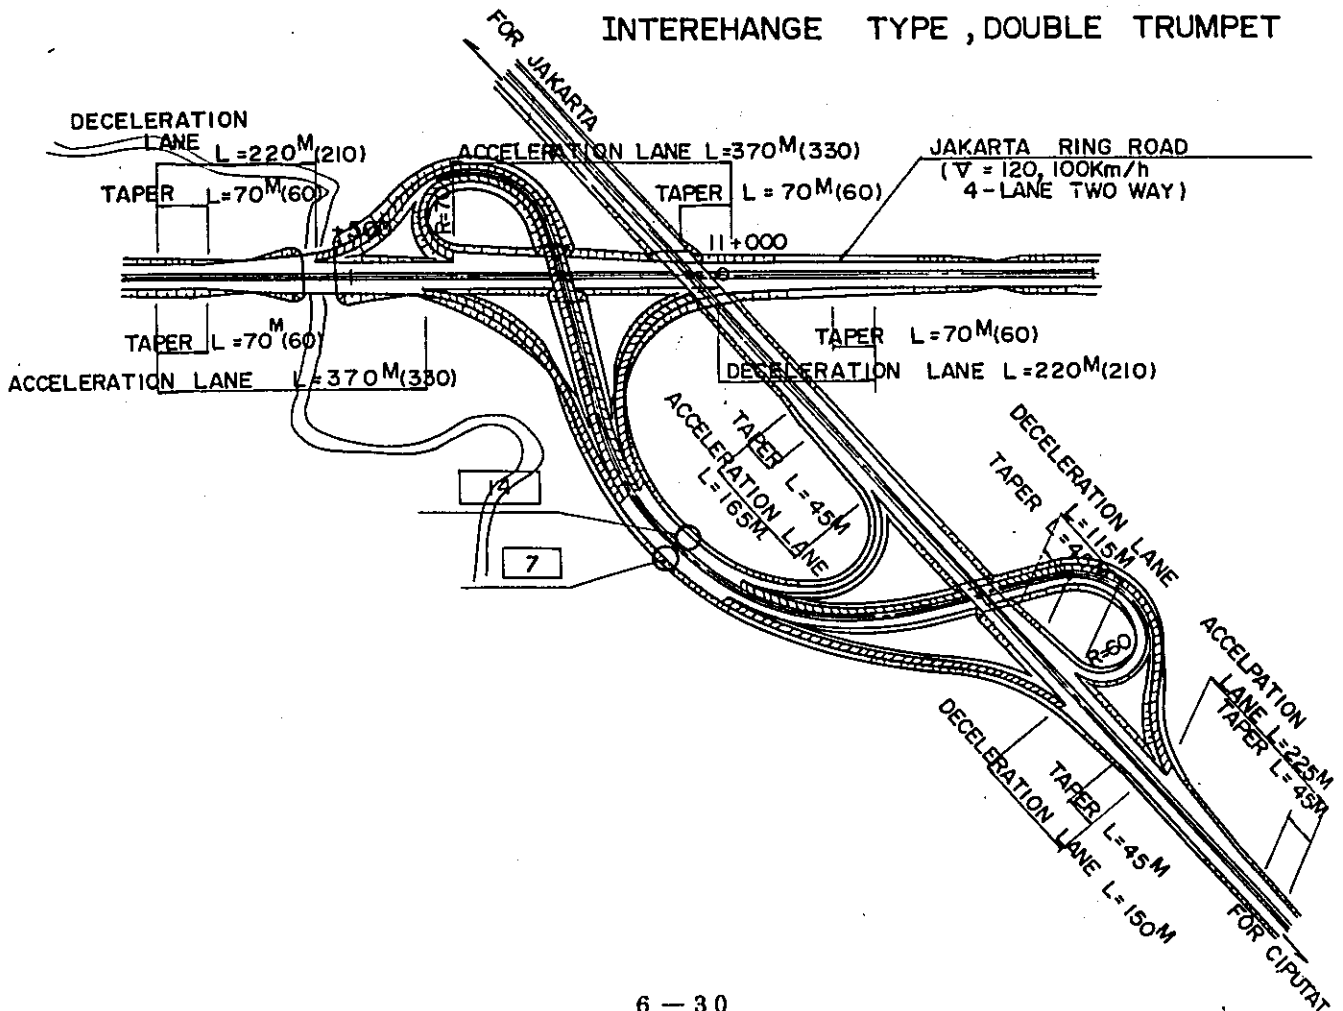 INTEREHANGE TYPE , DOUBLE TRUMPET
FOR JAKARTA
DECELERATION
LANE L=220M(210)
TAPER L=70M(60)
ACCELERATION LANE L=370M(330)
TAPER L=70M(60)
JAKARTA RING ROAD
(V=120,100Km/h
4-LANE TWO WAY)
11+000
TAPER L=70M(60)
ACCELERATION LANE L=370M(330)
TAPER L=70M(60)
DECELERATION LANE L=220M(210)
TAPER L=45M
ACCELERATION LANE
L=165M
DECELERATION LANE
L=115M
TAPER
R=60
14
7
ACCELPATION
LANE L=225M
TAPER L=45M
TAPER L=45M
DECELERATION LANE L=150M
FOR CIPUTAT
6-30